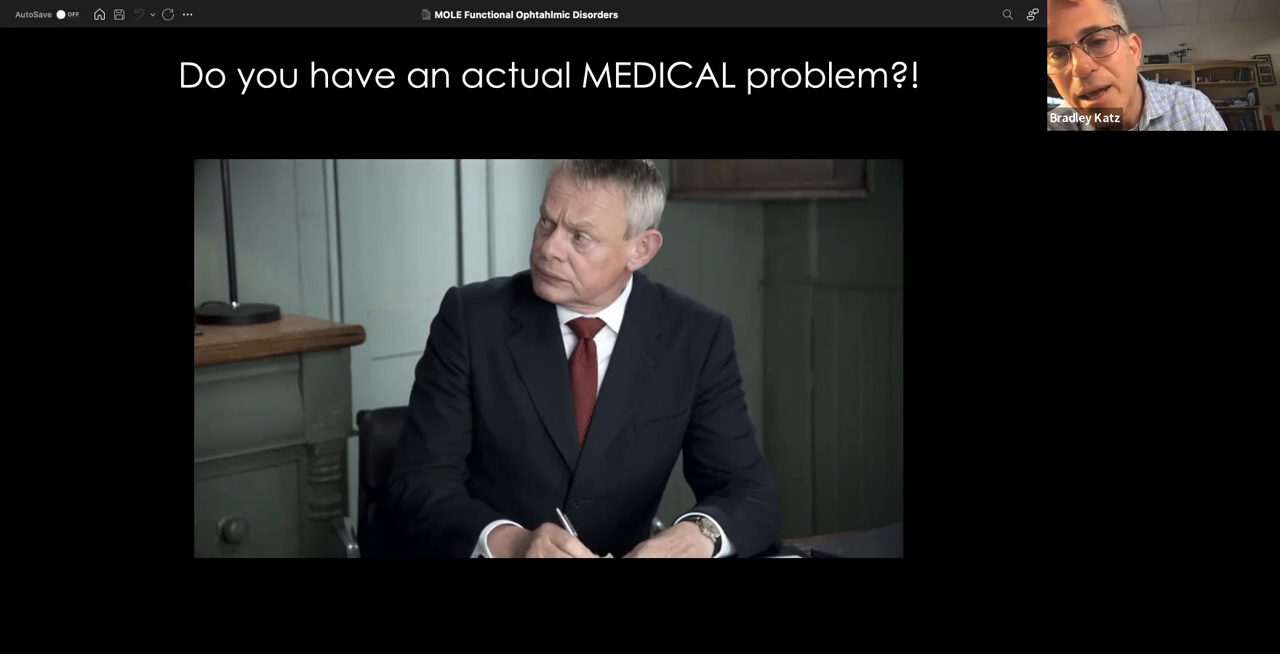 AutoSave OFF
MOLE Functional Ophtahlmic Disorders
Do you have an actual MEDICAL problem?!
Bradley Katz